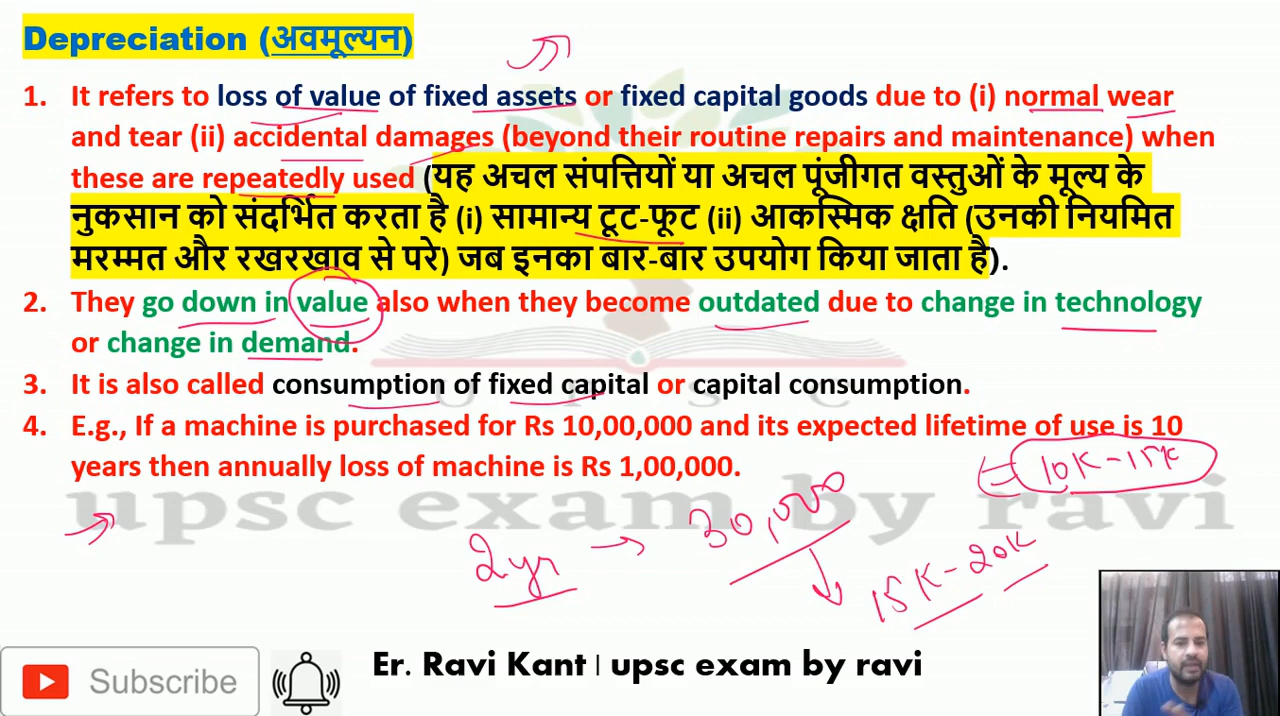 Depreciation (अवमूल्यन)
1. It refers to loss of value of fixed assets or fixed capital goods due to (i) normal wear
and tear (ii) accidental damages (beyond their routine repairs and maintenance) when
these are repeatedly used (यह अचल संपत्तियों या अचल पूंजीगत वस्तुओं के मूल्य के
नुकसान को संदर्भित करता है (i) सामान्य टूट-फूट (ii) आकस्मिक क्षति (उनकी नियमित
मरम्मत और रखरखाव से परे) जब इनका बार-बार उपयोग किया जाता है).
2. They go down in value also when they become outdated due to change in technology
or change in demand.
3. It is also called consumption of fixed capital or capital consumption.
U P S C
4. E.g., If a machine is purchased for Rs 10,00,000 and its expected lifetime of use is 10
years then annually loss of machine is Rs 1,00,000.
= 10K-15K
upsc exam by ravi
2yr → 30,000
15K-20K
Er. Ravi Kant | upsc exam by ravi
Subscribe